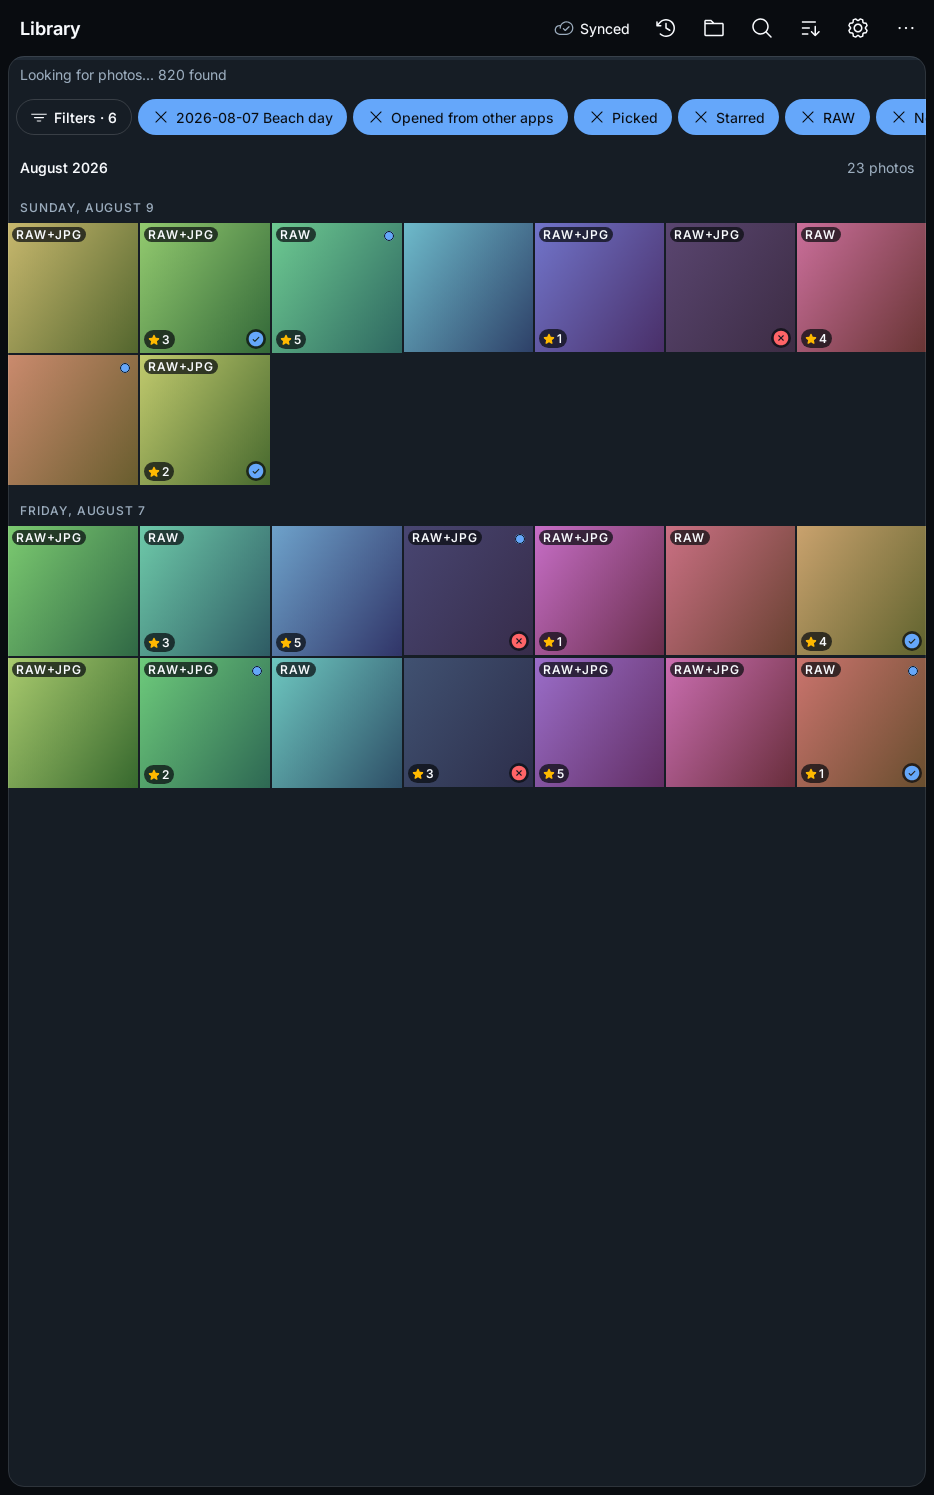 Library
Synced
Looking for photos... 820 found
Filters · 6
2026-08-07 Beach day
Opened from other apps
Picked
Starred
RAW
August 2026
23 photos
SUNDAY, AUGUST 9
RAW+JPG
RAW+JPG
RAW
RAW+JPG
RAW+JPG
RAW
3
5
1
4
RAW+JPG
2
FRIDAY, AUGUST 7
RAW+JPG
RAW
RAW+JPG
RAW+JPG
RAW
3
5
1
4
RAW+JPG
RAW+JPG
RAW
RAW+JPG
RAW+JPG
RAW
2
3
5
1